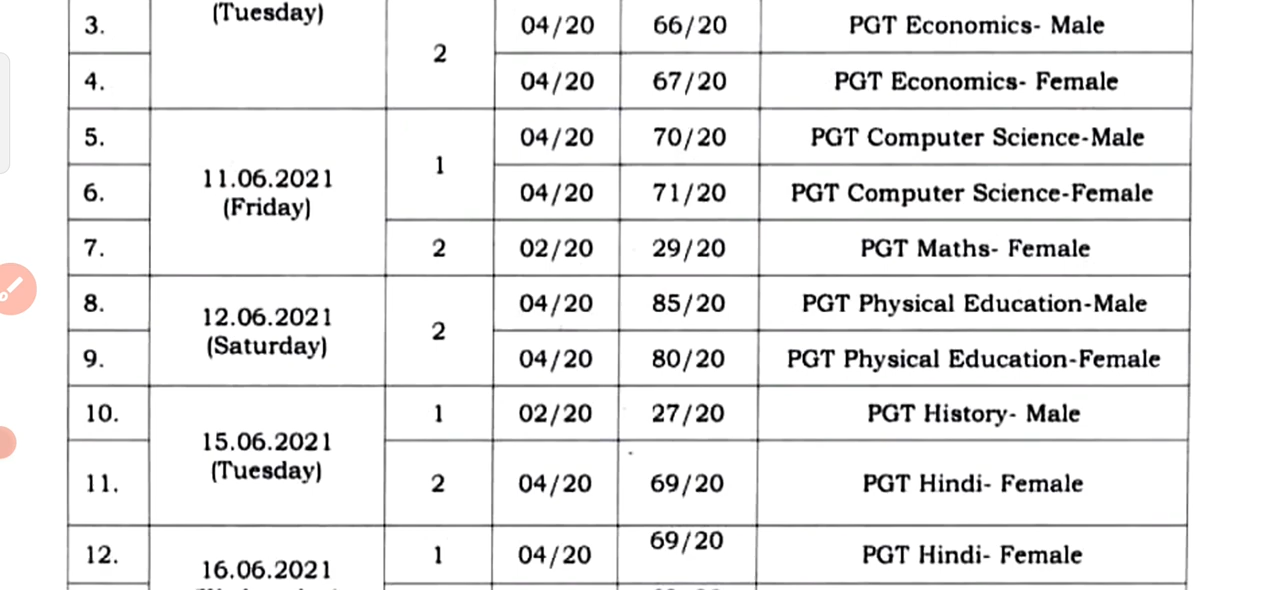 3. (Tuesday) 2 04/20 66/20 PGT Economics- Male
4. 04/20 67/20 PGT Economics- Female
5. 11.06.2021 1 04/20 70/20 PGT Computer Science-Male
6. (Friday) 04/20 71/20 PGT Computer Science-Female
7. 2 02/20 29/20 PGT Maths- Female
8. 12.06.2021 2 04/20 85/20 PGT Physical Education-Male
9. (Saturday) 04/20 80/20 PGT Physical Education-Female
10. 15.06.2021 1 02/20 27/20 PGT History- Male
11. (Tuesday) 2 04/20 69/20 PGT Hindi- Female
12. 16.06.2021 1 04/20 69/20 PGT Hindi- Female